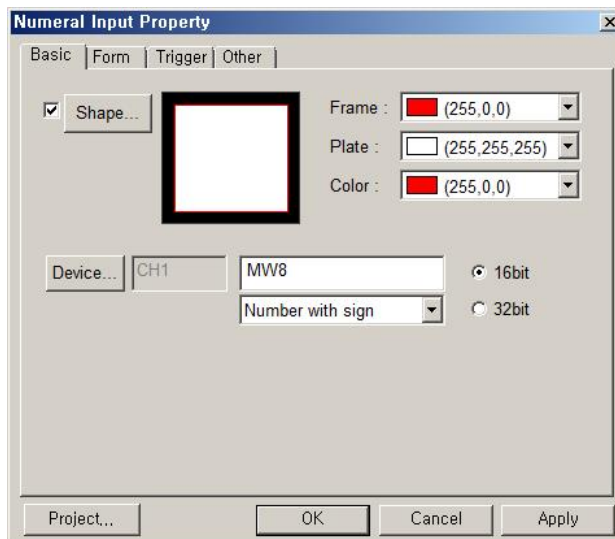 Numeral Input Property
Basic Form Trigger Other
Shape... Frame : (255,0,0)
Plate : (255,255,255)
Color : (255,0,0)
Device... CH1 MW8 16bit
Number with sign 32bit
Project... OK Cancel Apply